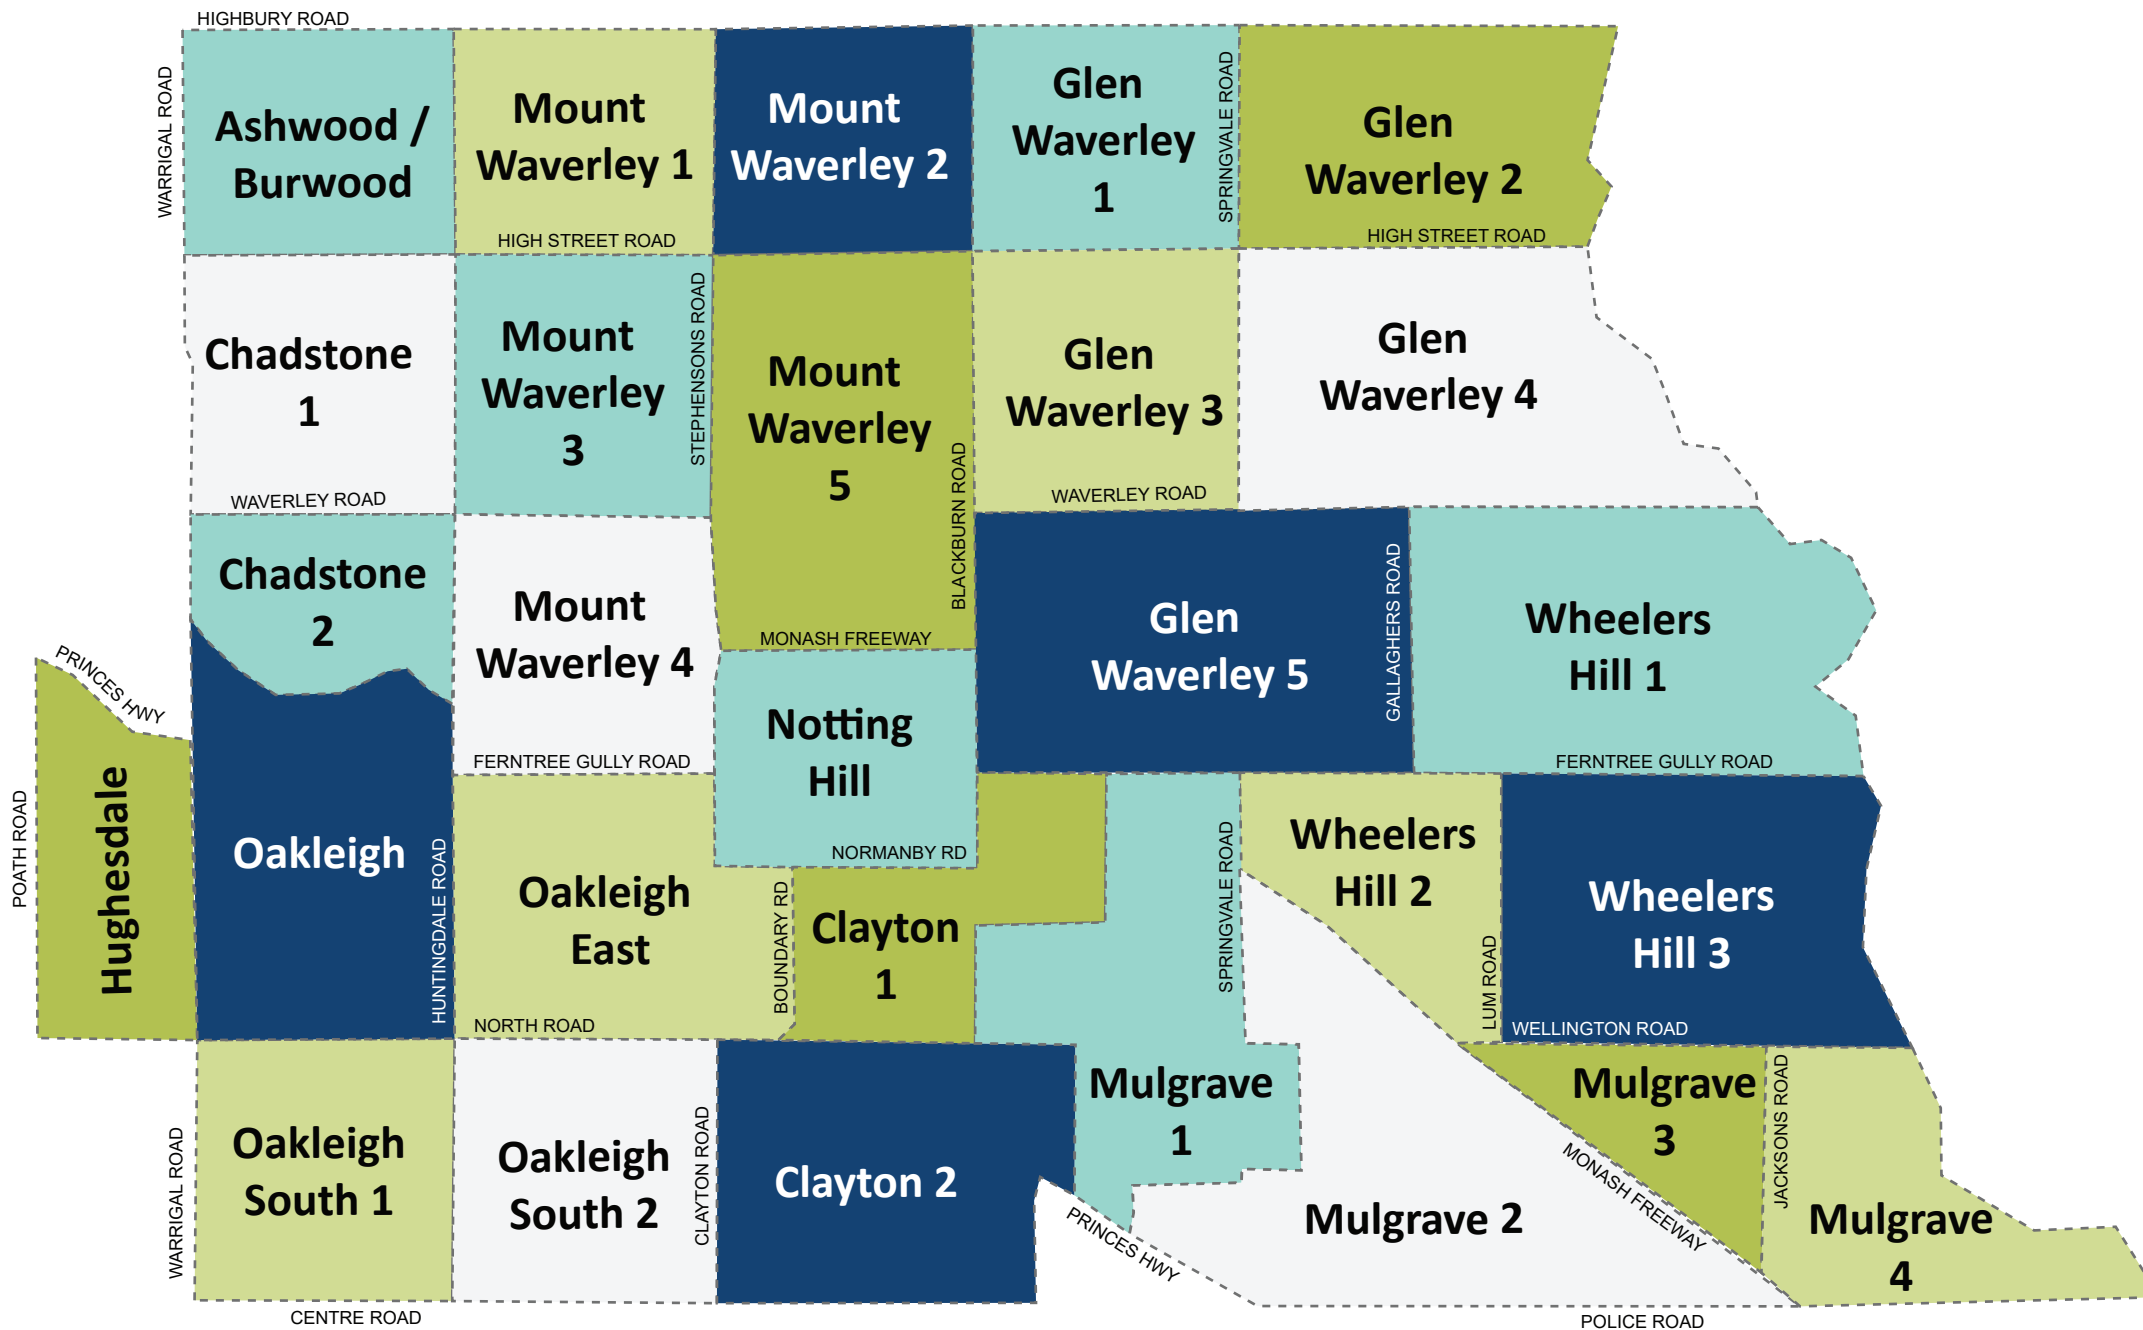 HIGHBURY ROAD
WARRIGAL ROAD
Ashwood /
Burwood
Mount
Waverley 1
HIGH STREET ROAD
Mount
Waverley 2
Glen
Waverley
1
SPRINGVALE ROAD
Glen
Waverley 2
HIGH STREET ROAD
Chadstone
1
WAVERLEY ROAD
Mount
Waverley
3
STEPHENSONS ROAD
Mount
Waverley
5
BLACKBURN ROAD
MONASH FREEWAY
Glen
Waverley 3
WAVERLEY ROAD
Glen
Waverley 4
Chadstone
2
Mount
Waverley 4
FERNTREE GULLY ROAD
Glen
Waverley 5
GALLAGHERS ROAD
Wheelers
Hill 1
FERNTREE GULLY ROAD
PRINCES HWY
POATH ROAD
Hughesdale
Oakleigh
HUNTINGDALE ROAD
Notting
Hill
NORMANBY RD
Oakleigh
East
NORTH ROAD
BOUNDARY RD
Clayton
1
SPRINGVALE ROAD
Wheelers
Hill 2
LUM ROAD
Wheelers
Hill 3
WELLINGTON ROAD
WARRIGAL ROAD
Oakleigh
South 1
CENTRE ROAD
Oakleigh
South 2
CLAYTON ROAD
Clayton 2
Mulgrave
1
PRINCES HWY
Mulgrave 2
MONASH FREEWAY
Mulgrave
3
JACKSONS ROAD
Mulgrave
4
POLICE ROAD